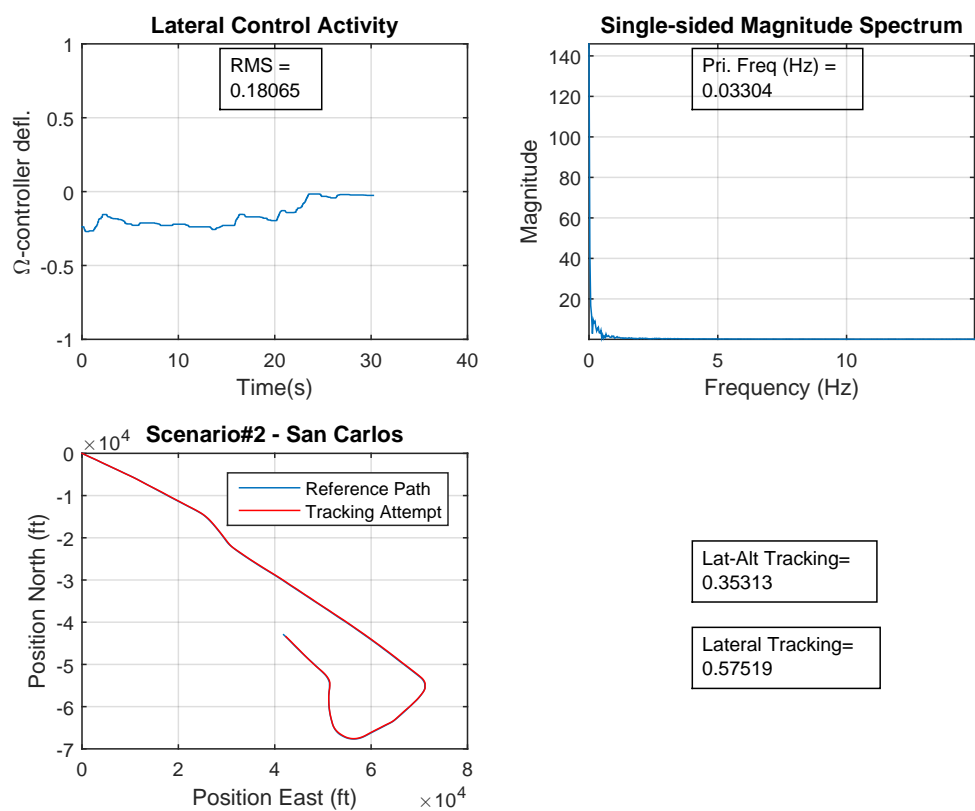 Lateral Control Activity
RMS =
0.18065
1
0.5
0
-0.5
-1
Ω-controller defl.
0 10 20 30 40
Time(s)
Single-sided Magnitude Spectrum
Pri. Freq (Hz) =
0.03304
140
120
100
80
60
40
20
Magnitude
0 5 10
Frequency (Hz)
Scenario#2 - San Carlos
×10⁴
Reference Path
Tracking Attempt
0
-1
-2
-3
-4
-5
-6
-7
Position North (ft)
0 2 4 6 8
Position East (ft)
×10⁴
Lat-Alt Tracking=
0.35313
Lateral Tracking=
0.57519